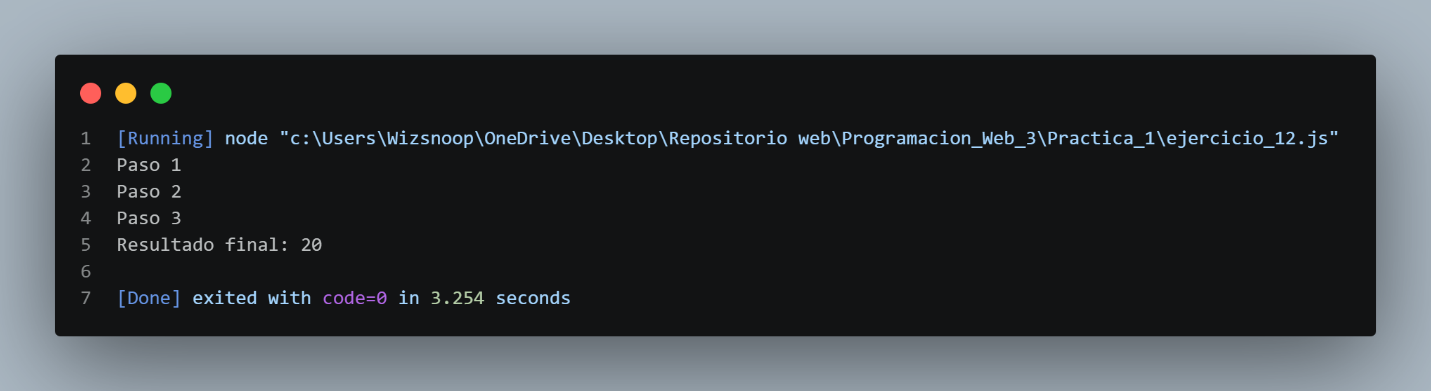 1 [Running] node "c:\Users\Wizsnoop\OneDrive\Desktop\Repositorio web\Programacion_Web_3\Practica_1\ejercicio_12.js"
2 Paso 1
3 Paso 2
4 Paso 3
5 Resultado final: 20
6
7 [Done] exited with code=0 in 3.254 seconds